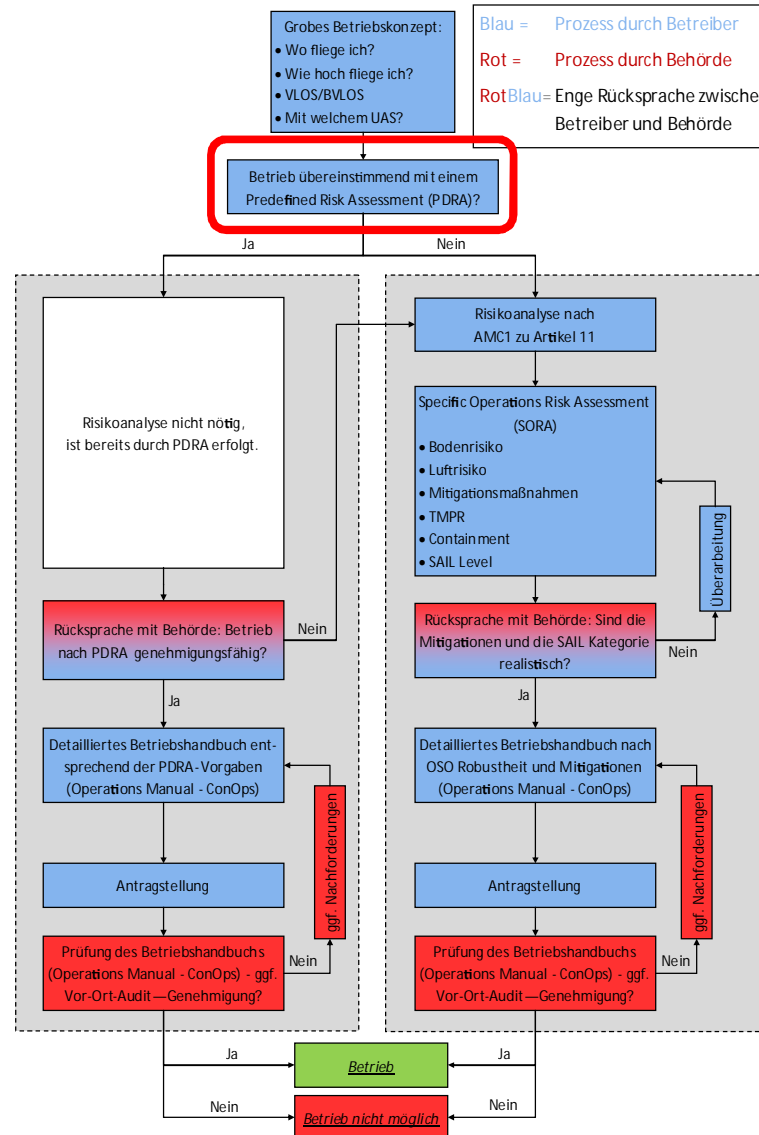 Grobes Betriebskonzept:
• Wo fliege ich?
• Wie hoch fliege ich?
• VLOS/BVLOS
• Mit welchem UAS?
Blau = Prozess durch Betreiber
Rot = Prozess durch Behörde
RotBlau= Enge Rücksprache zwische
Betreiber und Behörde
Betrieb übereinstimmend mit einem
Predefined Risk Assessment (PDRA)?
Ja
Nein
Risikoanalyse nicht nötig,
ist bereits durch PDRA erfolgt.
Rücksprache mit Behörde: Betrieb
nach PDRA genehmigungsfähig?
Nein
Ja
Detailliertes Betriebshandbuch ent-
sprechend der PDRA-Vorgaben
(Operations Manual - ConOps)
ggf. Nachforderungen
Antragstellung
Prüfung des Betriebshandbuchs
(Operations Manual - ConOps) - ggf.
Vor-Ort-Audit—Genehmigung?
Nein
Risikoanalyse nach
AMC1 zu Artikel 11
Specific Operations Risk Assessment
(SORA)
• Bodenrisiko
• Luftrisiko
• Mitigationsmaßnahmen
• TMPR
• Containment
• SAIL Level
Überarbeitung
Rücksprache mit Behörde: Sind die
Mitigationen und die SAIL Kategorie
realistisch?
Nein
Ja
Detailliertes Betriebshandbuch nach
OSO Robustheit und Mitigationen
(Operations Manual - ConOps)
ggf. Nachforderungen
Antragstellung
Prüfung des Betriebshandbuchs
(Operations Manual - ConOps) - ggf.
Vor-Ort-Audit—Genehmigung?
Nein
Ja
Betrieb
Ja
Nein
Betrieb nicht möglich
Nein